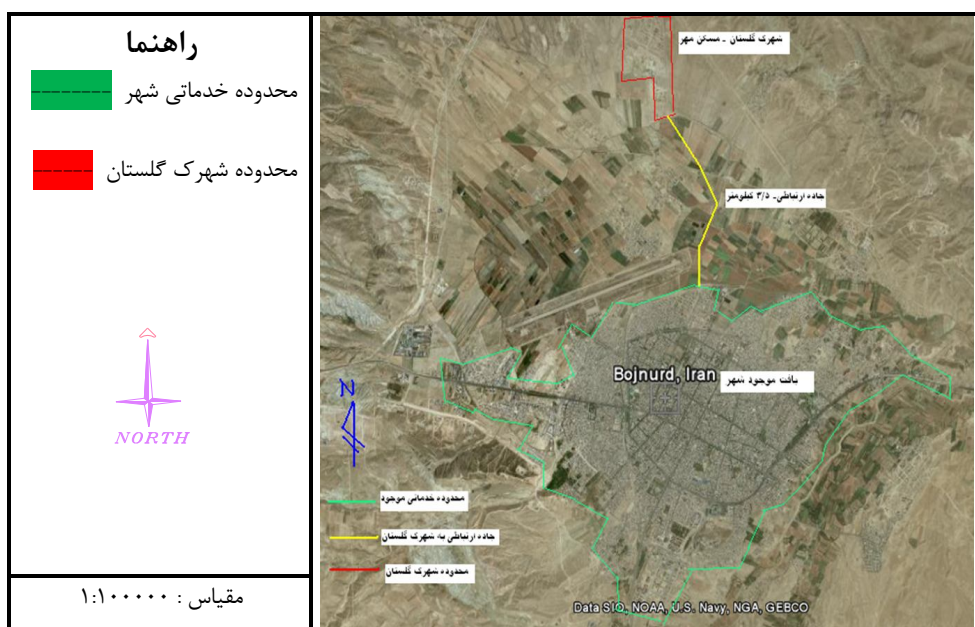 راهنما
محدوده خدماتی شهر
محدوده شهرک گلستان
NORTH
مقیاس : ۱:۱۰۰۰۰۰
شهرک گلستان - مسکن مهر
جاده ارتباطی- ۳/۵ کیلومتر
Bojnurd, Iran
بافت موجود شهر
N
محدوده خدماتی موجود
جاده ارتباطی به شهرک گلستان
محدوده شهرک گلستان
Data SIO, NOAA, U.S. Navy, NGA, GEBCO